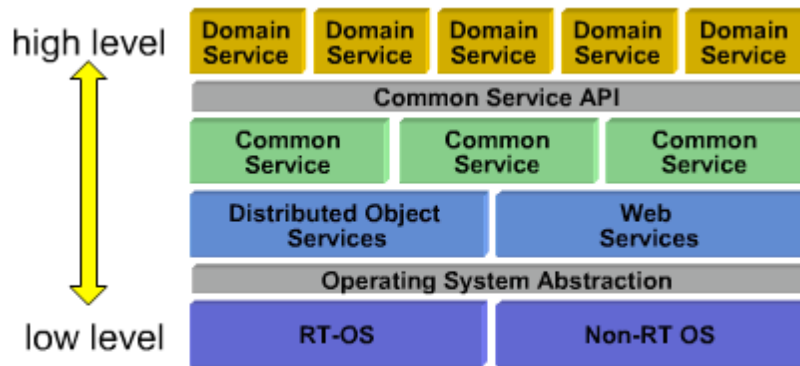 high level
Domain Domain Domain Domain Domain
Service Service Service Service Service
Common Service API
Common Common Common
Service Service Service
Distributed Object Web
Services Services
Operating System Abstraction
low level
RT-OS Non-RT OS